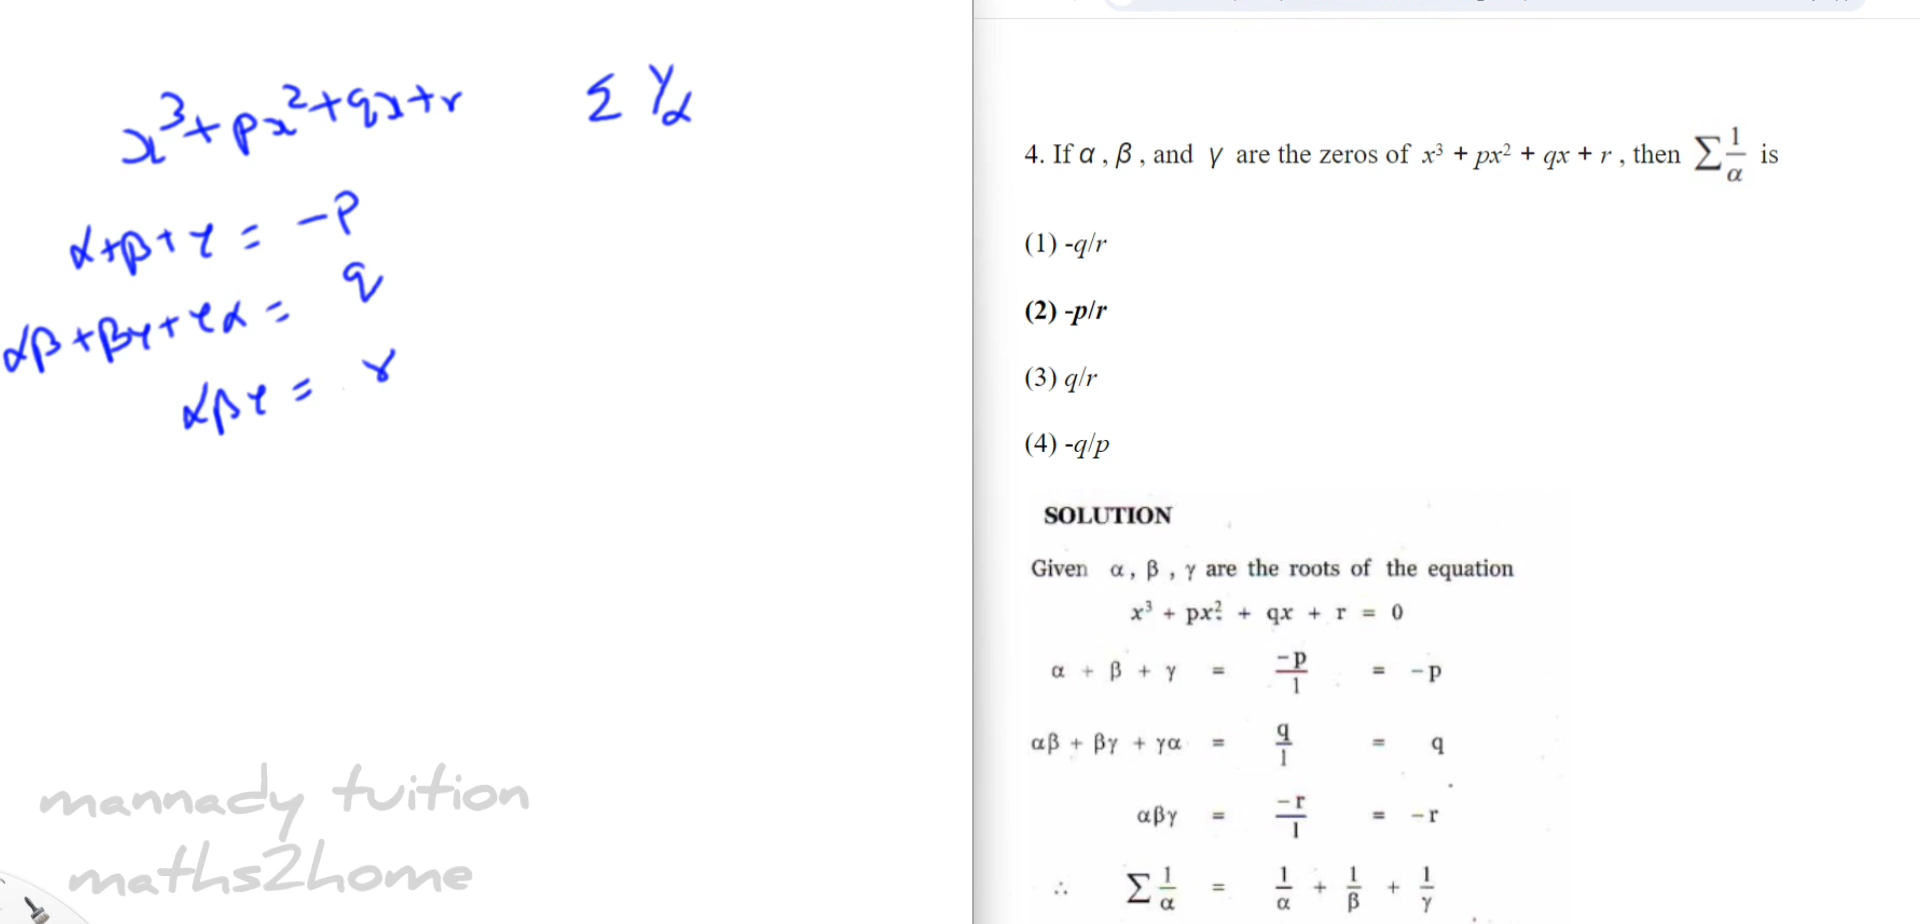 x³+px²+qx+r   Σ 1/α
α+β+γ = -p
αβ+βγ+γα = q
αβγ = r
mannady tuition
maths2home
4. If α , β , and γ are the zeros of x³ + px² + qx + r , then ∑ 1/α is
(1) -q/r
(2) -p/r
(3) q/r
(4) -q/p
SOLUTION
Given α, β , γ are the roots of the equation
x³ + px² + qx + r = 0
α + β + γ = -p/1 = -p
αβ + βγ + γα = q/1 = q
αβγ = -r/1 = -r
∴ ∑ 1/α = 1/α + 1/β + 1/γ